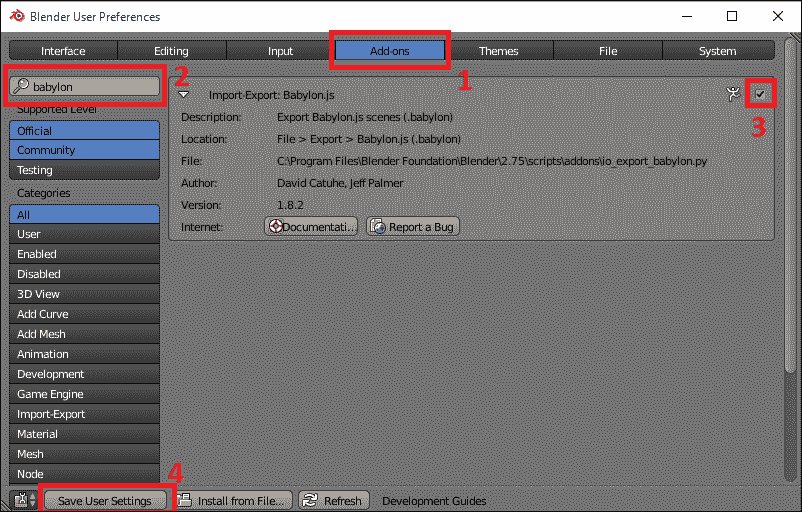 Blender User Preferences
Interface Editing Input Add-ons Themes File System
1
babylon
2
Supported Level
Official
Community
Testing
Categories
All
User
Enabled
Disabled
3D View
Add Curve
Add Mesh
Animation
Development
Game Engine
Import-Export
Material
Mesh
Node
Import-Export: Babylon.js
3
Description: Export Babylon.js scenes (.babylon)
Location: File > Export > Babylon.js (.babylon)
File: C:\Program Files\Blender Foundation\Blender\2.75\scripts\addons\io_export_babylon.py
Author: David Catuhe, Jeff Palmer
Version: 1.8.2
Internet: Documentati... Report a Bug
4
Save User Settings Install from File... Refresh Development Guides